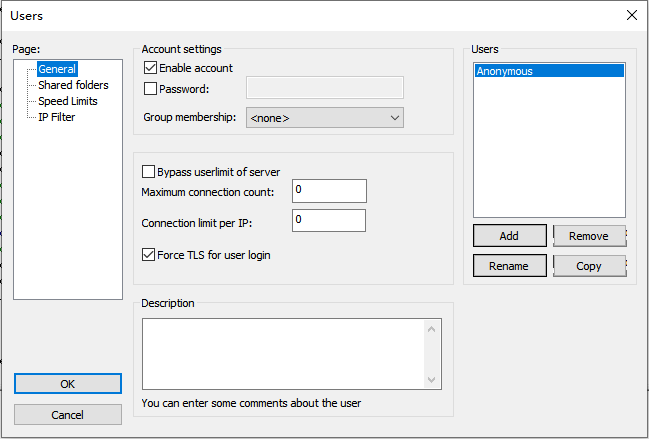 Users
Page:
General
Shared folders
Speed Limits
IP Filter
Account settings
Enable account
Password:
Group membership: <none>
Bypass userlimit of server
Maximum connection count: 0
Connection limit per IP: 0
Force TLS for user login
Description
You can enter some comments about the user
Users
Anonymous
Add Remove
Rename Copy
OK
Cancel